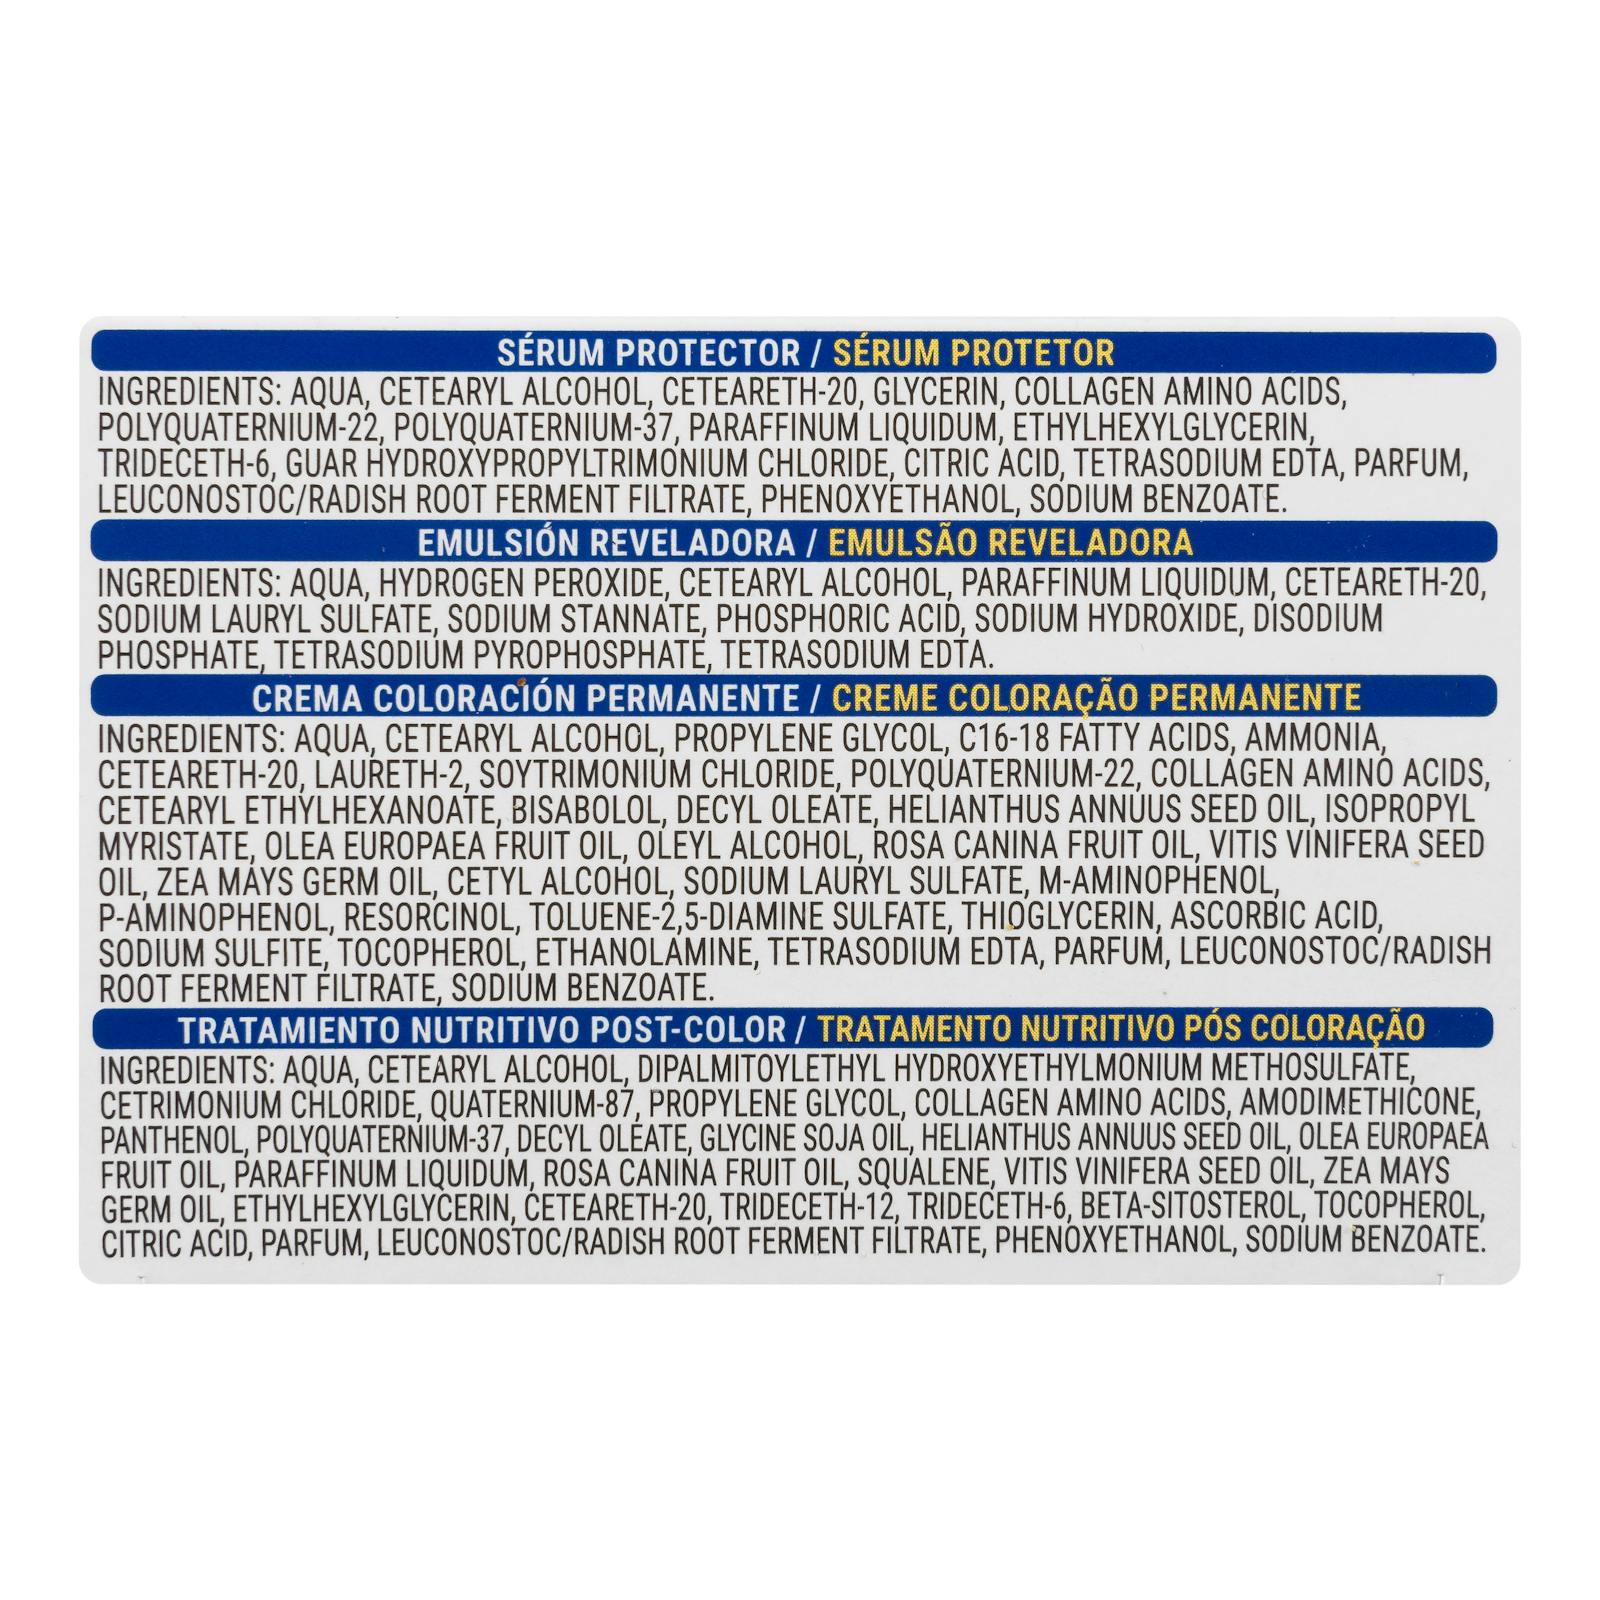 SÉRUM PROTECTOR / SÉRUM PROTETOR
INGREDIENTS: AQUA, CETEARYL ALCOHOL, CETEARETH-20, GLYCERIN, COLLAGEN AMINO ACIDS,
POLYQUATERNIUM-22, POLYQUATERNIUM-37, PARAFFINUM LIQUIDUM, ETHYLHEXYLGLYCERIN,
TRIDECETH-6, GUAR HYDROXYPROPYLTRIMONIUM CHLORIDE, CITRIC ACID, TETRASODIUM EDTA, PARFUM,
LEUCONOSTOC/RADISH ROOT FERMENT FILTRATE, PHENOXYETHANOL, SODIUM BENZOATE.
EMULSIÓN REVELADORA / EMULSÃO REVELADORA
INGREDIENTS: AQUA, HYDROGEN PEROXIDE, CETEARYL ALCOHOL, PARAFFINUM LIQUIDUM, CETEARETH-20,
SODIUM LAURYL SULFATE, SODIUM STANNATE, PHOSPHORIC ACID, SODIUM HYDROXIDE, DISODIUM
PHOSPHATE, TETRASODIUM PYROPHOSPHATE, TETRASODIUM EDTA.
CREMA COLORACIÓN PERMANENTE / CREME COLORAÇÃO PERMANENTE
INGREDIENTS: AQUA, CETEARYL ALCOHOL, PROPYLENE GLYCOL, C16-18 FATTY ACIDS, AMMONIA,
CETEARETH-20, LAURETH-2, SOYTRIMONIUM CHLORIDE, POLYQUATERNIUM-22, COLLAGEN AMINO ACIDS,
CETEARYL ETHYLHEXANOATE, BISABOLOL, DECYL OLEATE, HELIANTHUS ANNUUS SEED OIL, ISOPROPYL
MYRISTATE, OLEA EUROPAEA FRUIT OIL, OLEYL ALCOHOL, ROSA CANINA FRUIT OIL, VITIS VINIFERA SEED
OIL, ZEA MAYS GERM OIL, CETYL ALCOHOL, SODIUM LAURYL SULFATE, M-AMINOPHENOL,
P-AMINOPHENOL, RESORCINOL, TOLUENE-2,5-DIAMINE SULFATE, THIOGLYCERIN, ASCORBIC ACID,
SODIUM SULFITE, TOCOPHEROL, ETHANOLAMINE, TETRASODIUM EDTA, PARFUM, LEUCONOSTOC/RADISH
ROOT FERMENT FILTRATE, SODIUM BENZOATE.
TRATAMIENTO NUTRITIVO POST-COLOR / TRATAMENTO NUTRITIVO PÓS COLORAÇÃO
INGREDIENTS: AQUA, CETEARYL ALCOHOL, DIPALMITOYLETHYL HYDROXYETHYLMONIUM METHOSULFATE,
CETRIMONIUM CHLORIDE, QUATERNIUM-87, PROPYLENE GLYCOL, COLLAGEN AMINO ACIDS, AMODIMETHICONE,
PANTHENOL, POLYQUATERNIUM-37, DECYL OLEATE, GLYCINE SOJA OIL, HELIANTHUS ANNUUS SEED OIL, OLEA EUROPAEA
FRUIT OIL, PARAFFINUM LIQUIDUM, ROSA CANINA FRUIT OIL, SQUALENE, VITIS VINIFERA SEED OIL, ZEA MAYS
GERM OIL, ETHYLHEXYLGLYCERIN, CETEARETH-20, TRIDECETH-12, TRIDECETH-6, BETA-SITOSTEROL, TOCOPHEROL,
CITRIC ACID, PARFUM, LEUCONOSTOC/RADISH ROOT FERMENT FILTRATE, PHENOXYETHANOL, SODIUM BENZOATE.